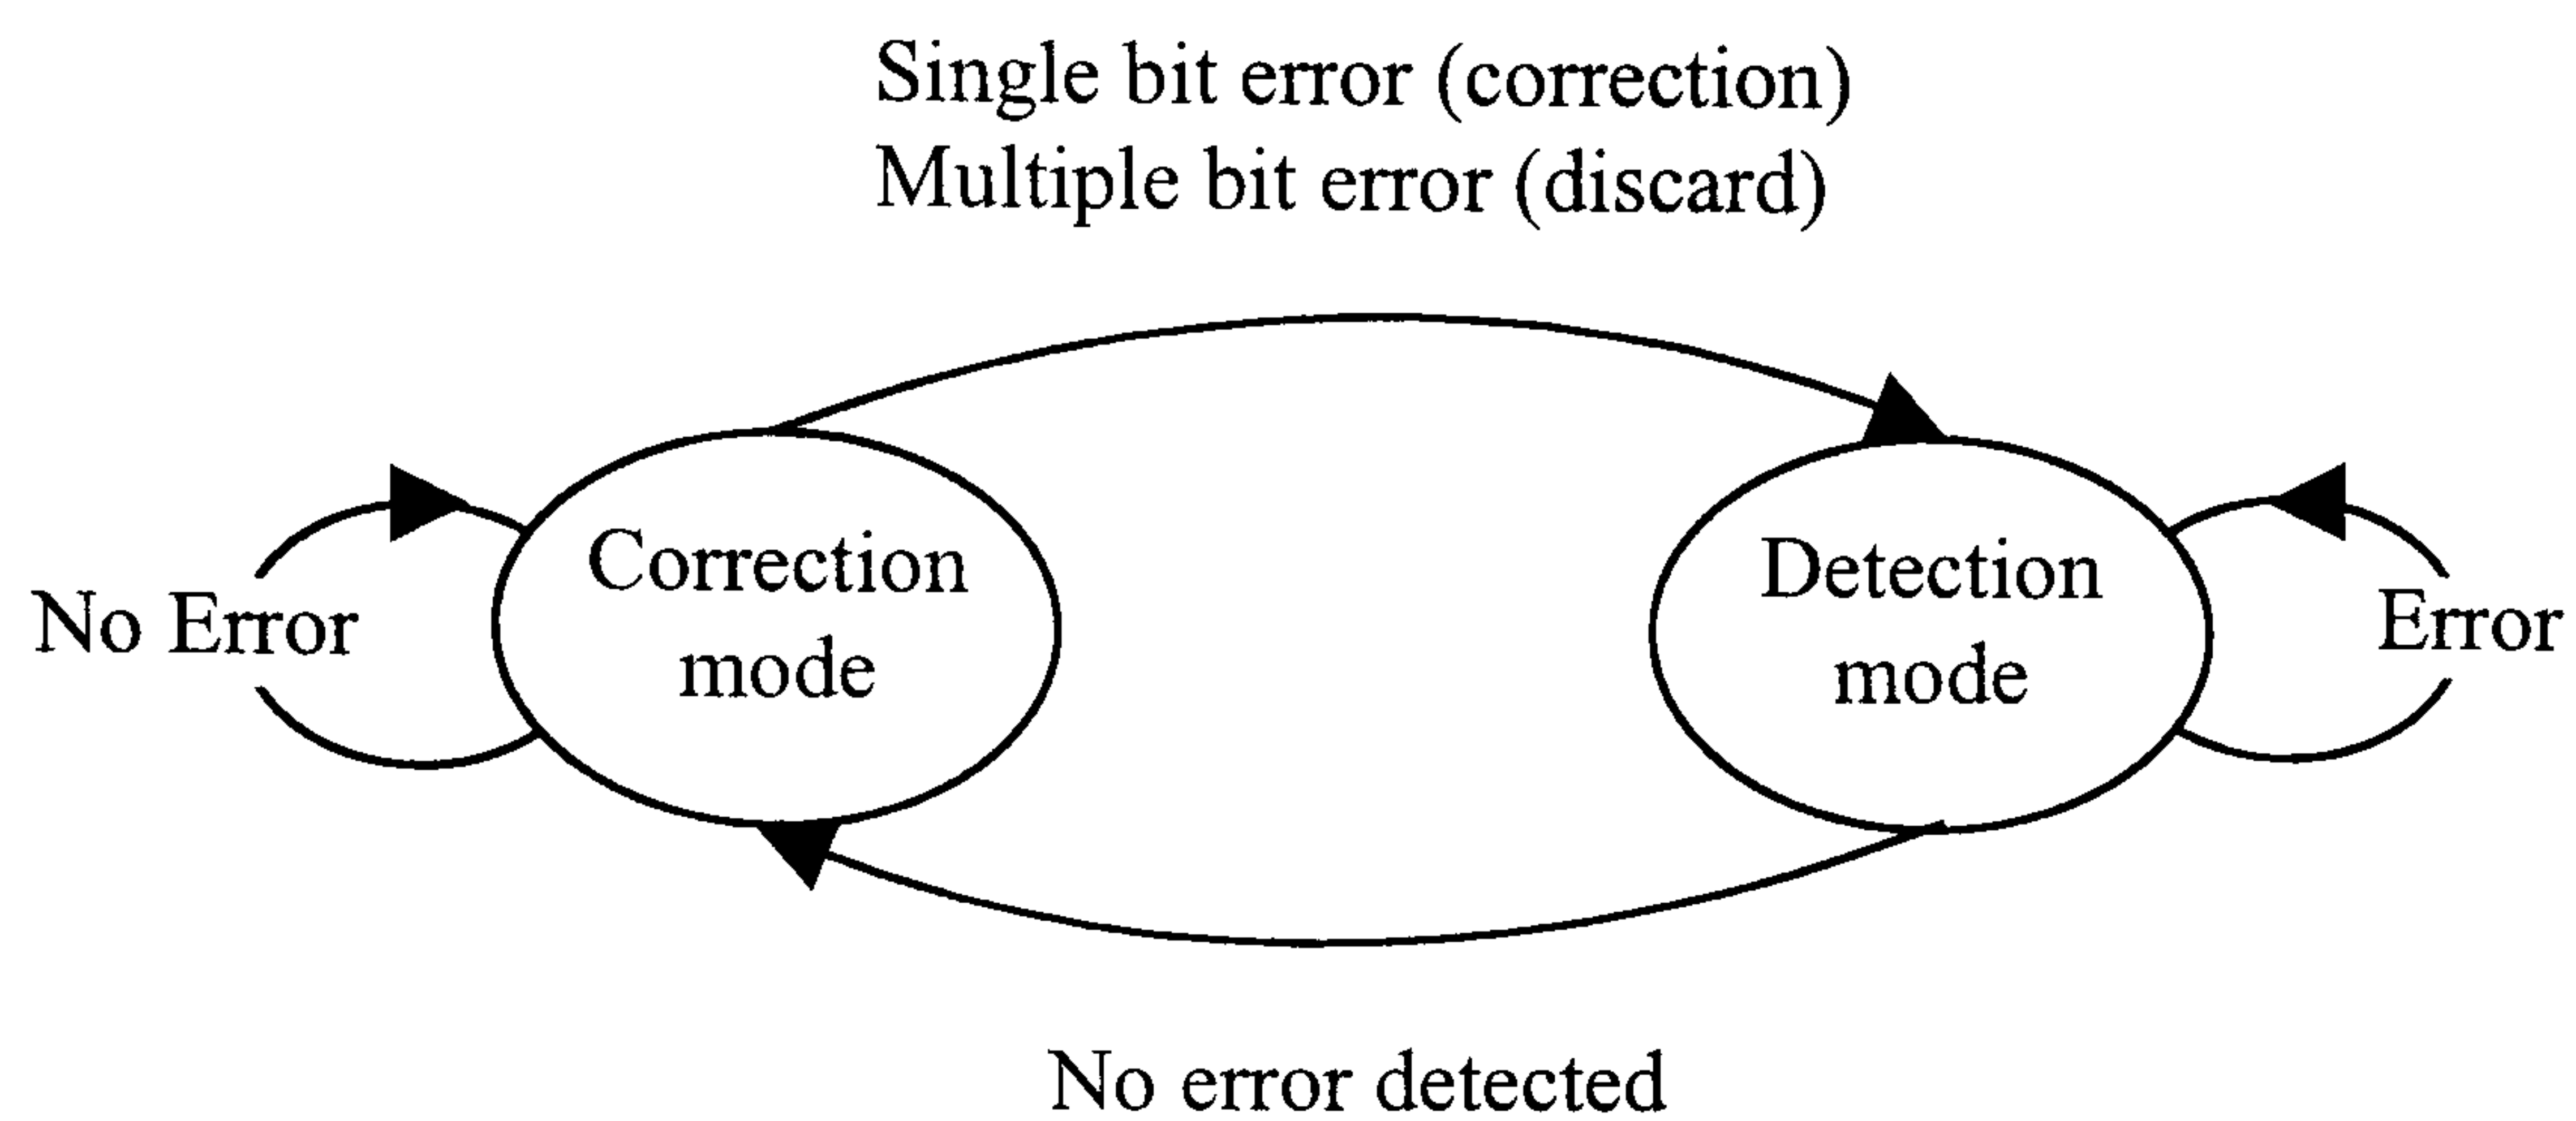 Single bit error (correction)
Multiple bit error (discard)
Correction
mode
Detection
mode
No Error
Error
No error detected